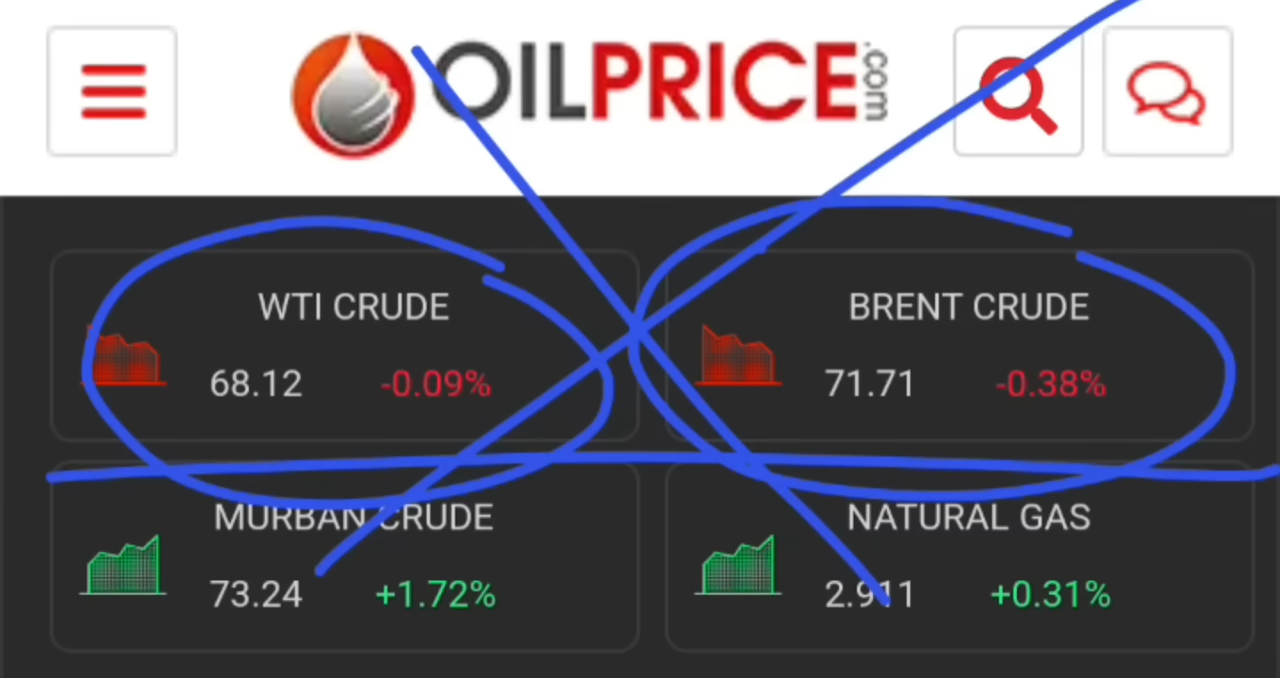 OILPRICE.com
WTI CRUDE
68.12 -0.09%
BRENT CRUDE
71.71 -0.38%
MURBAN CRUDE
73.24 +1.72%
NATURAL GAS
2.911 +0.31%